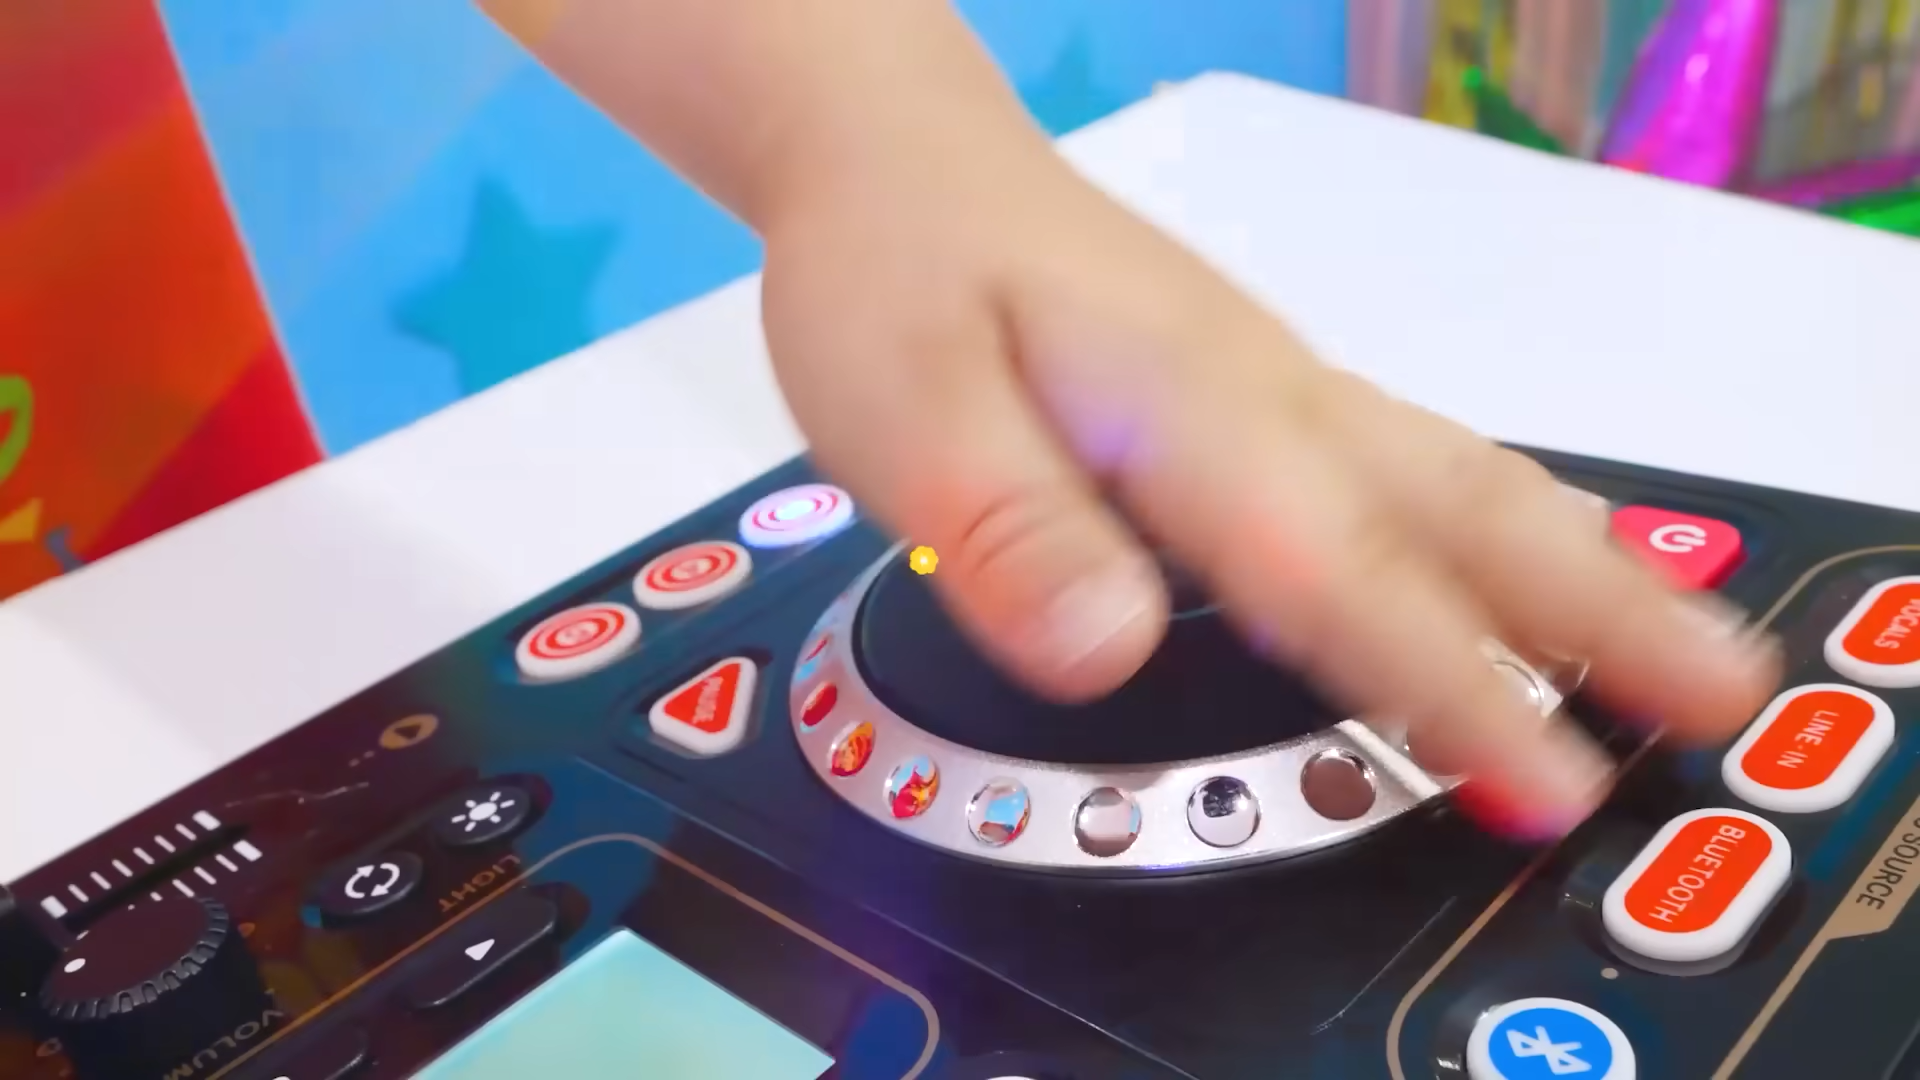 VOCALS
LINE-IN
BLUETOOTH
PAUSE
LIGHT
VOLUM
SOURCE